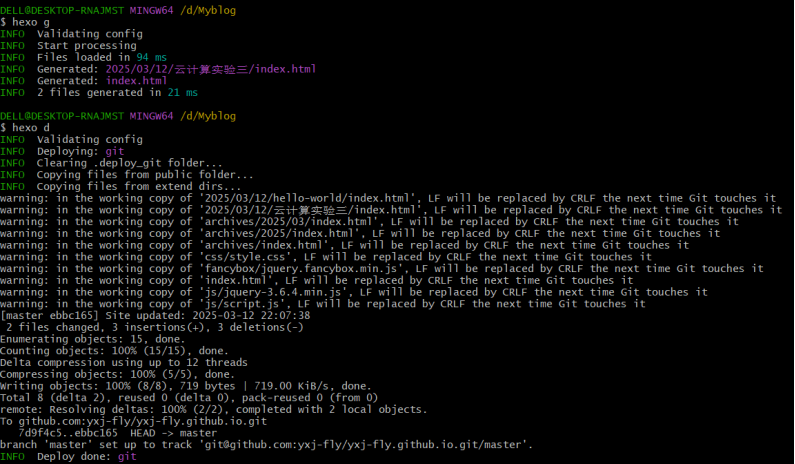 DELL@DESKTOP-RNAJMST MINGW64 /d/Myblog
$ hexo g
INFO  Validating config
INFO  Start processing
INFO  Files loaded in 94 ms
INFO  Generated: 2025/03/12/云计算实验三/index.html
INFO  Generated: index.html
INFO  2 files generated in 21 ms
DELL@DESKTOP-RNAJMST MINGW64 /d/Myblog
$ hexo d
INFO  Validating config
INFO  Deploying: git
INFO  Clearing .deploy_git folder...
INFO  Copying files from public folder...
INFO  Copying files from extend dirs...
warning: in the working copy of '2025/03/12/hello-world/index.html', LF will be replaced by CRLF the next time Git touches it
warning: in the working copy of '2025/03/12/云计算实验三/index.html', LF will be replaced by CRLF the next time Git touches it
warning: in the working copy of 'archives/2025/03/index.html', LF will be replaced by CRLF the next time Git touches it
warning: in the working copy of 'archives/2025/index.html', LF will be replaced by CRLF the next time Git touches it
warning: in the working copy of 'archives/index.html', LF will be replaced by CRLF the next time Git touches it
warning: in the working copy of 'css/style.css', LF will be replaced by CRLF the next time Git touches it
warning: in the working copy of 'fancybox/jquery.fancybox.min.js', LF will be replaced by CRLF the next time Git touches it
warning: in the working copy of 'index.html', LF will be replaced by CRLF the next time Git touches it
warning: in the working copy of 'js/jquery-3.6.4.min.js', LF will be replaced by CRLF the next time Git touches it
warning: in the working copy of 'js/script.js', LF will be replaced by CRLF the next time Git touches it
[master ebbc165] Site updated: 2025-03-12 22:07:38
 2 files changed, 3 insertions(+), 3 deletions(-)
Enumerating objects: 15, done.
Counting objects: 100% (15/15), done.
Delta compression using up to 12 threads
Compressing objects: 100% (5/5), done.
Writing objects: 100% (8/8), 719 bytes | 719.00 KiB/s, done.
Total 8 (delta 2), reused 0 (delta 0), pack-reused 0 (from 0)
remote: Resolving deltas: 100% (2/2), completed with 2 local objects.
To github.com:yxj-fly/yxj-fly.github.io.git
   7d9f4c5..ebbc165  HEAD -> master
branch 'master' set up to track 'git@github.com:yxj-fly/yxj-fly.github.io.git/master'.
INFO  Deploy done: git